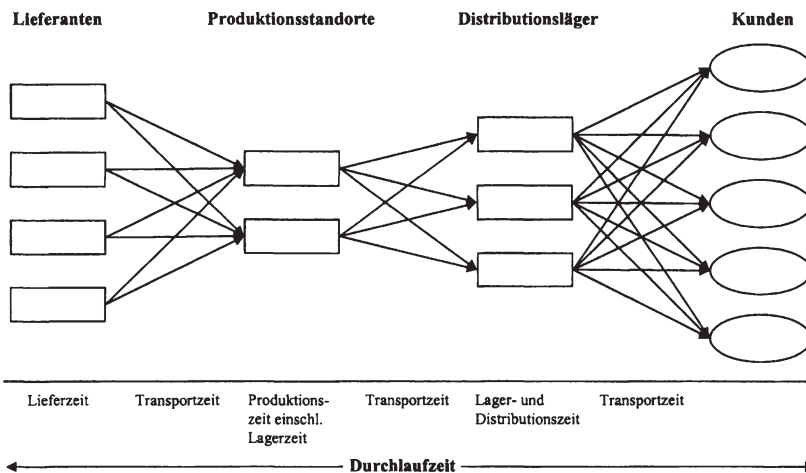 Lieferanten
Produktionsstandorte
Distributionsläger
Kunden
Lieferzeit
Transportzeit
Produktions-
zeit einschl.
Lagerzeit
Transportzeit
Lager- und
Distributionszeit
Transportzeit
Durchlaufzeit